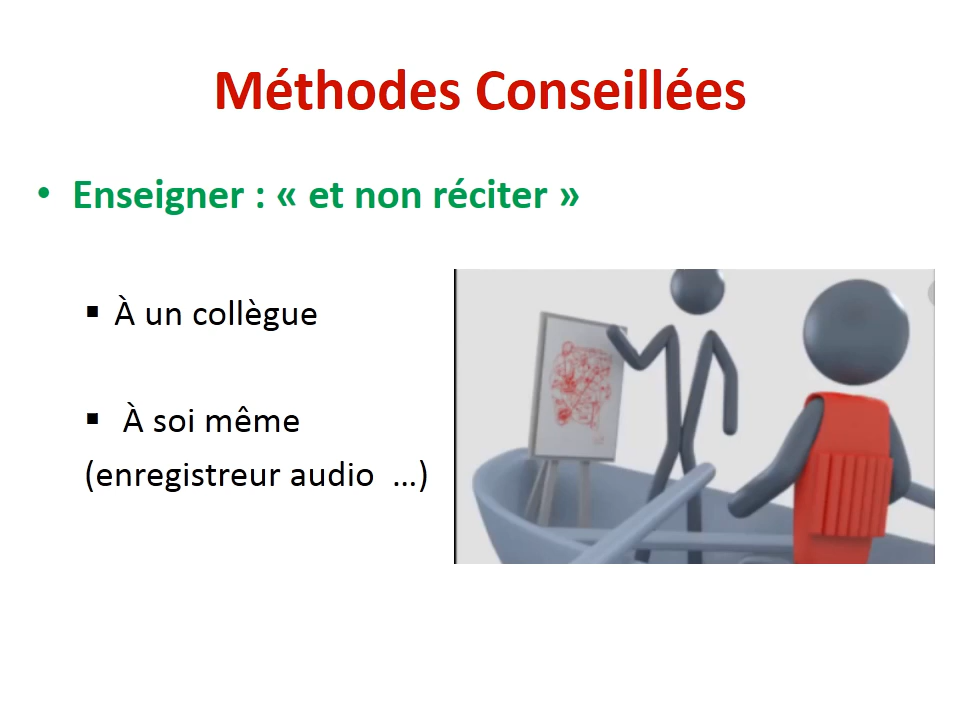 Méthodes Conseillées
• Enseigner : « et non réciter »
▪ À un collègue
▪ À soi même
(enregistreur audio ...)